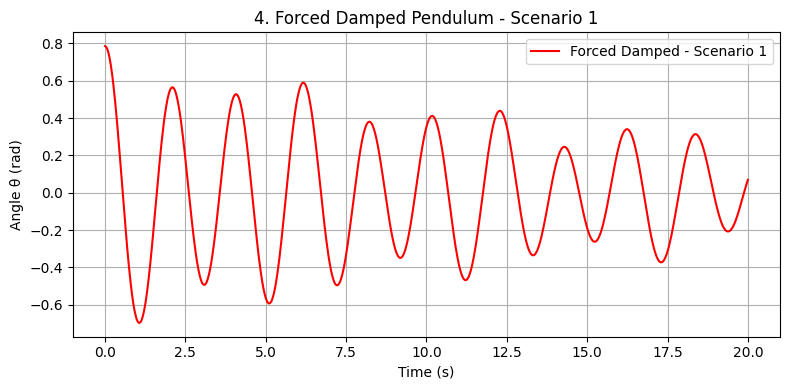 4. Forced Damped Pendulum - Scenario 1
Forced Damped - Scenario 1
Angle θ (rad)
0.8
0.6
0.4
0.2
0.0
−0.2
−0.4
−0.6
0.0 2.5 5.0 7.5 10.0 12.5 15.0 17.5 20.0
Time (s)